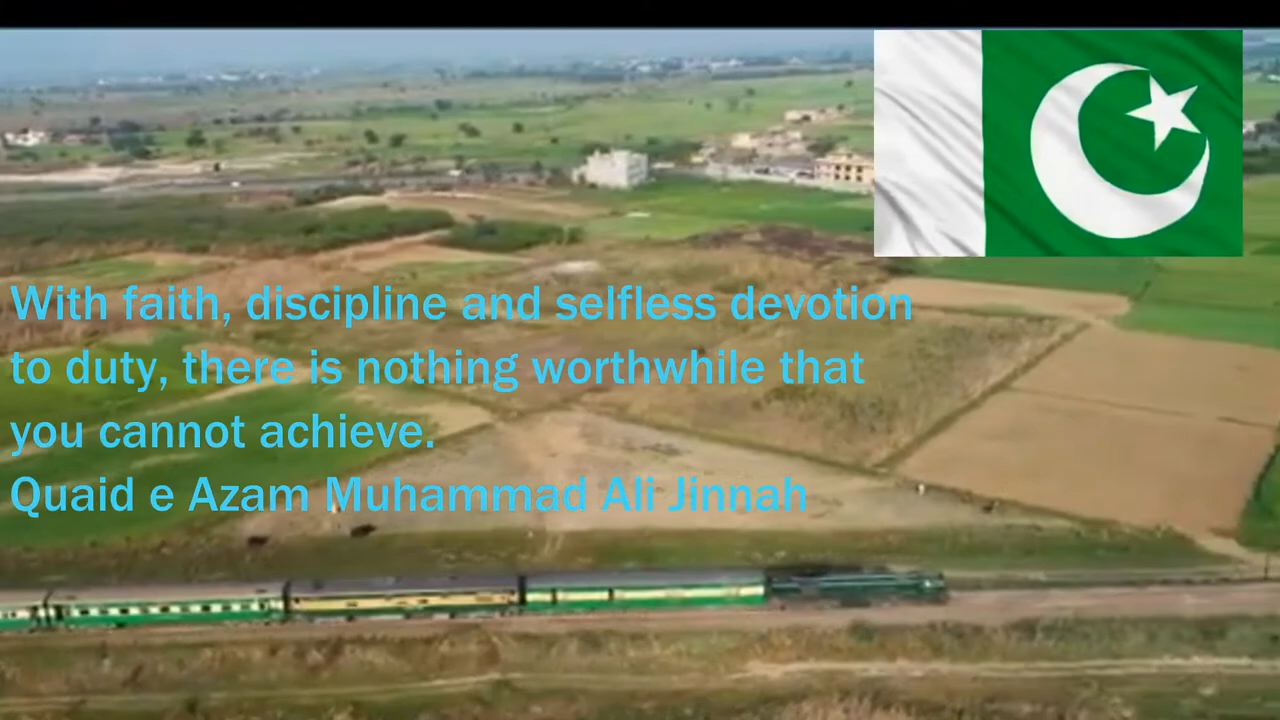 With faith, discipline and selfless devotion
to duty, there is nothing worthwhile that
you cannot achieve.
Quaid e Azam Muhammad Ali Jinnah